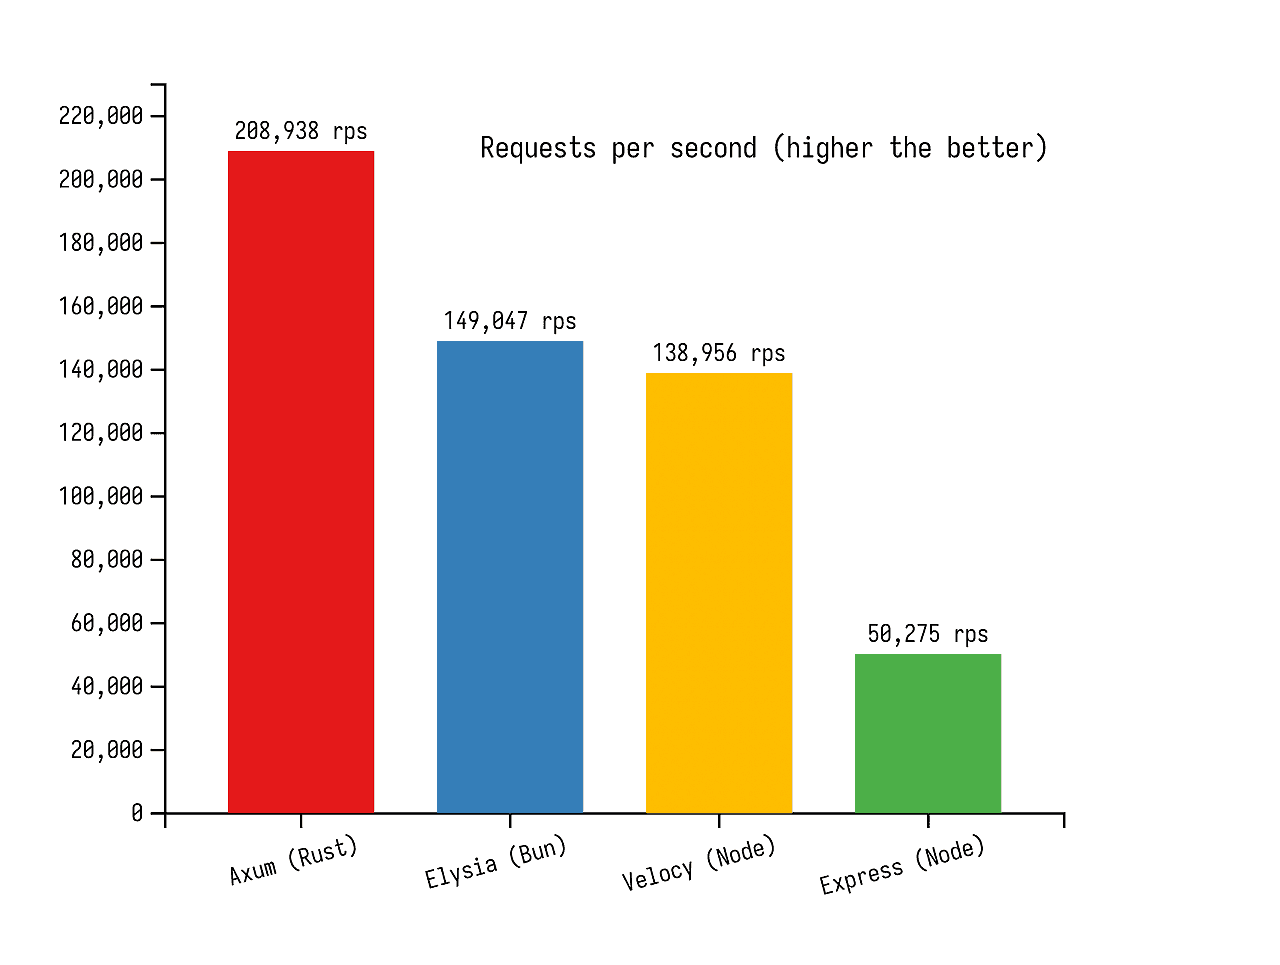 Requests per second (higher the better)
220,000
200,000
180,000
160,000
140,000
120,000
100,000
80,000
60,000
40,000
20,000
0
208,938 rps
149,047 rps
138,956 rps
50,275 rps
Axum (Rust)
Elysia (Bun)
Velocy (Node)
Express (Node)